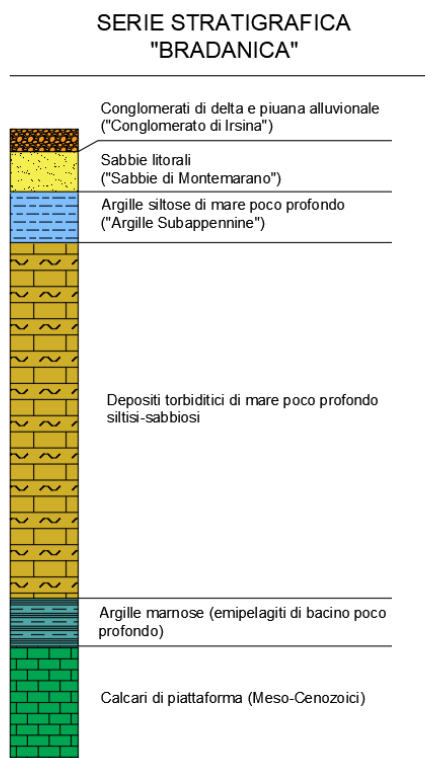 SERIE STRATIGRAFICA
"BRADANICA"
Conglomerati di delta e piuana alluvionale
("Conglomerato di Irsina")
Sabbie litorali
("Sabbie di Montemarano")
Argille siltose di mare poco profondo
("Argille Subappennine")
Depositi torbiditici di mare poco profondo
siltisi-sabbiosi
Argille marnose (emipelagiti di bacino poco
profondo)
Calcari di piattaforma (Meso-Cenozoici)